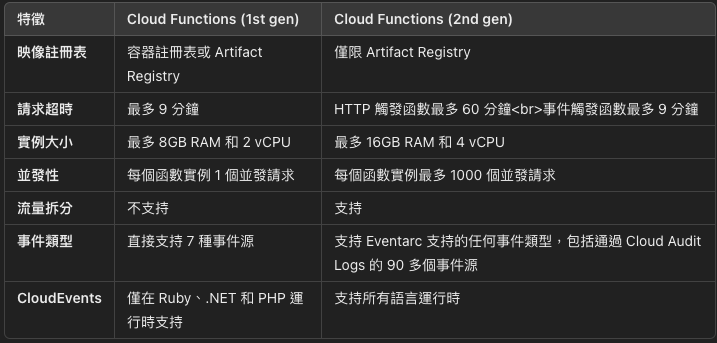 特徵 Cloud Functions (1st gen) Cloud Functions (2nd gen)
映像註冊表 容器註冊表或 Artifact 僅限 Artifact Registry
Registry
請求超時 最多 9 分鐘 HTTP 觸發函數最多 60 分鐘<br>事件觸發函數最多 9 分鐘
實例大小 最多 8GB RAM 和 2 vCPU 最多 16GB RAM 和 4 vCPU
並發性 每個函數實例 1 個並發請求 每個函數實例最多 1000 個並發請求
流量拆分 不支持 支持
事件類型 直接支持 7 種事件源 支持 Eventarc 支持的任何事件類型，包括通過 Cloud Audit
Logs 的 90 多個事件源
CloudEvents 僅在 Ruby、.NET 和 PHP 運 支持所有語言運行時
行時支持